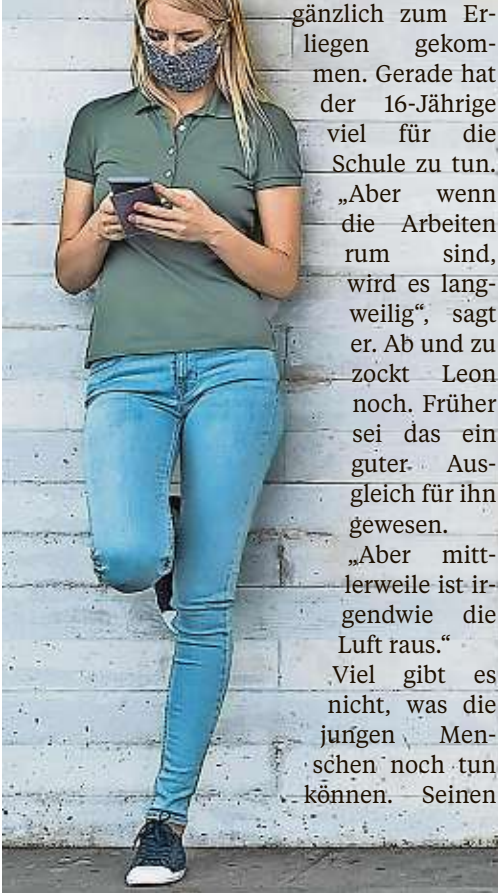 gänzlich zum Er-
liegen gekom-
men. Gerade hat
der 16-Jährige
viel für die
Schule zu tun.
„Aber wenn
die Arbeiten
rum sind,
wird es lang-
weilig“, sagt
er. Ab und zu
zockt Leon
noch. Früher
sei das ein
guter Aus-
gleich für ihn
gewesen.
„Aber mitt-
lerweile ist ir-
gendwie die
Luft raus.“
Viel gibt es
nicht, was die
jungen Men-
schen noch tun
können. Seinen